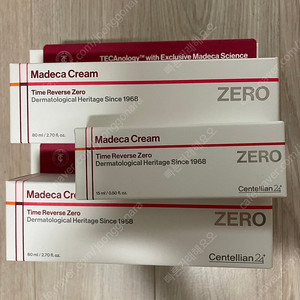 TECAnology™ with Exclusive Madeca Science
Madeca Cream
Time Reverse Zero
Dermatological Heritage Since 1968
ZERO
80 ml / 2.70 fl. oz.
Madeca Cream
Time Reverse Zero
Dermatological Heritage Since 1968
ZERO
15 ml / 0.50 fl. oz.
Centellian24
Madeca Cream
Time Reverse Zero
Dermatological Heritage Since 1968
ZERO
80 ml / 2.70 fl. oz.
Centellian24